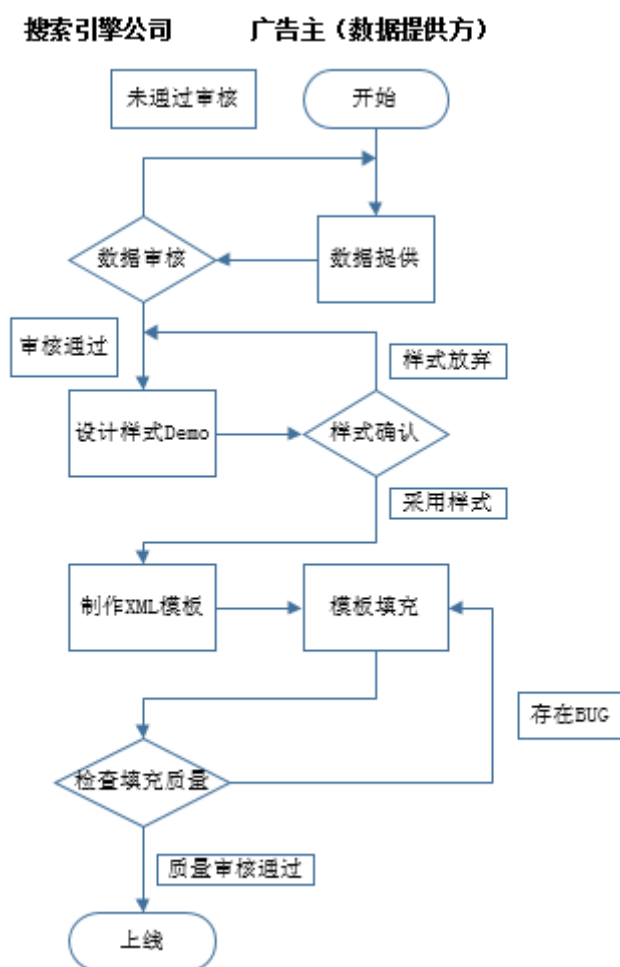 搜索引擎公司 广告主（数据提供方）
未通过审核
开始
数据审核
数据提供
审核通过
样式放弃
设计样式Demo
样式确认
采用样式
制作XML模板
模板填充
存在BUG
检查填充质量
质量审核通过
上线